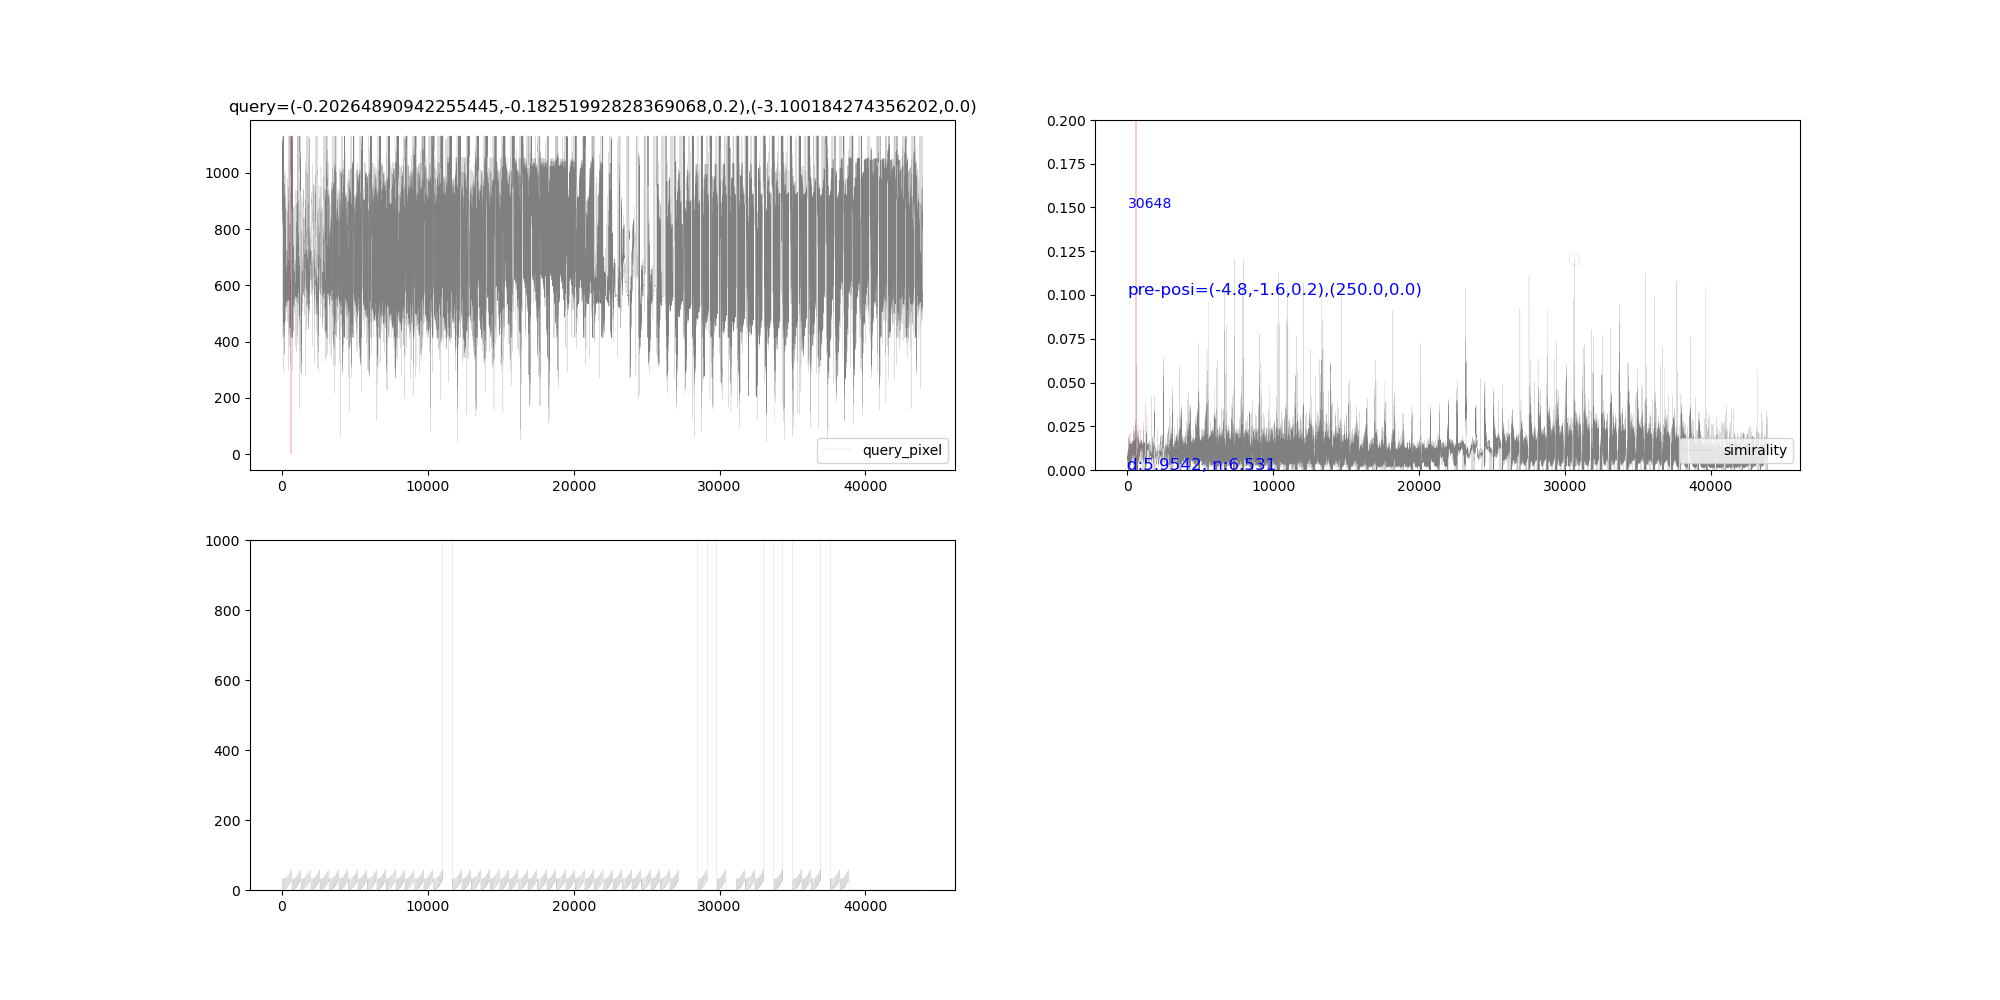 query=(-0.20264890942255445,-0.18251992828369068,0.2),(-3.100184274356202,0.0)
1000
800
600
400
200
0
query_pixel
0 10000 20000 30000 40000
0.200
0.175
0.150
0.125
0.100
0.075
0.050
0.025
0.000
30648
pre-posi=(-4.8,-1.6,0.2),(250.0,0.0)
d:5.9542, n:6.531
simirality
0 10000 20000 30000 40000
1000
800
600
400
200
0
0 10000 20000 30000 40000